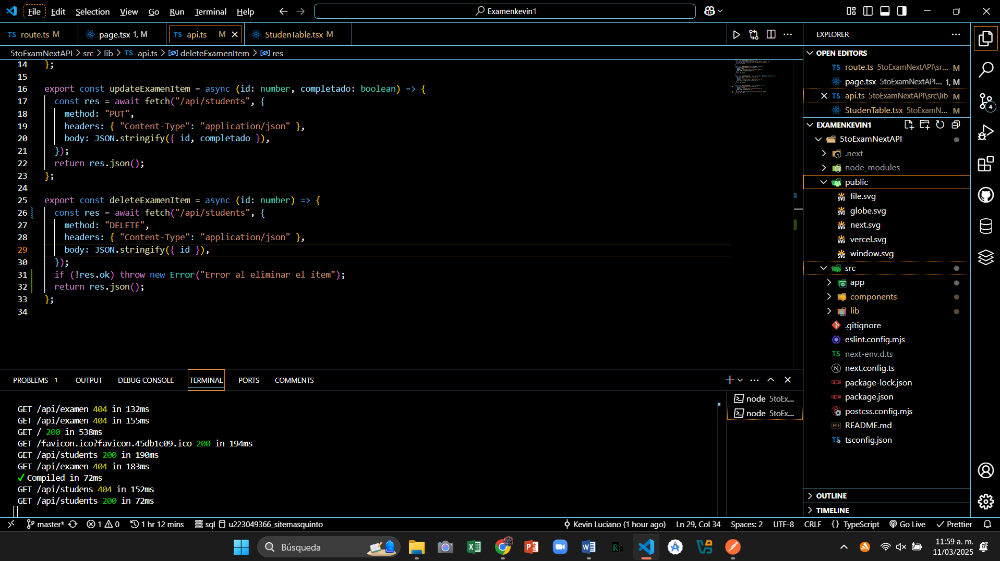 File Edit Selection View Go Run Terminal Help
Examenkevin1
TS route.ts M
page.tsx 1, M
TS api.ts M
StudenTable.tsx M
5toExamNextAPI > src > lib > TS api.ts > deleteExamenItem > res
14 };
15
16 export const updateExamenItem = async (id: number, completado: boolean) => {
17 const res = await fetch("/api/students", {
18 method: "PUT",
19 headers: { "Content-Type": "application/json" },
20 body: JSON.stringify({ id, completado }),
21 });
22 return res.json();
23 };
24
25 export const deleteExamenItem = async (id: number) => {
26 const res = await fetch("/api/students", {
27 method: "DELETE",
28 headers: { "Content-Type": "application/json" },
29 body: JSON.stringify({ id }),
30 });
31 if (!res.ok) throw new Error("Error al eliminar el ítem");
32 return res.json();
33 };
34
PROBLEMS 1 OUTPUT DEBUG CONSOLE TERMINAL PORTS COMMENTS
GET /api/examen 404 in 132ms
GET /api/examen 404 in 155ms
GET / 200 in 538ms
GET /favicon.ico?favicon.45db1c09.ico 200 in 194ms
GET /api/students 200 in 190ms
GET /api/examen 404 in 183ms
✓ Compiled in 72ms
GET /api/studens 404 in 152ms
GET /api/students 200 in 72ms
node 5toEx...
node 5toEx...
EXPLORER
OPEN EDITORS
TS route.ts 5toExamNextAPI\sr... M
page.tsx 5toExamNextAPI... 1, M
TS api.ts 5toExamNextAPI\src\lib M
StudenTable.tsx 5toExamN... M
EXAMENKEVIN1
5toExamNextAPI
.next
node_modules
public
SVG file.svg
SVG globe.svg
SVG next.svg
SVG vercel.svg
SVG window.svg
src
app
components
lib
.gitignore
eslint.config.mjs
TS next-env.d.ts
next.config.ts
package-lock.json
package.json
postcss.config.mjs
README.md
tsconfig.json
OUTLINE
TIMELINE
4
master* 1 0 1 hr 12 mins sql u223049366_sitemasquinto
Kevin Luciano (1 hour ago) Ln 29, Col 34 Spaces: 2 UTF-8 CRLF {} TypeScript Go Live Prettier
Búsqueda
11:59 a. m.
11/03/2025